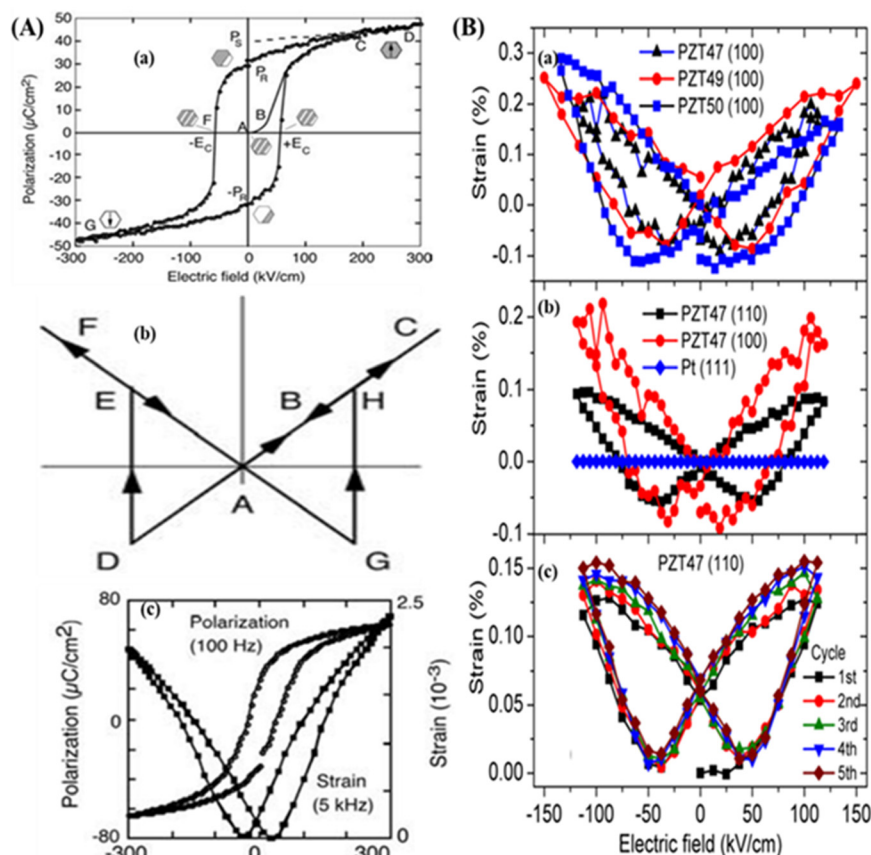 (A)
(a)
50
40
30
20
10
0
-10
-20
-30
-40
-50
Polarization (µC/cm²)
P_S
C
D
P_R
B
F
A
-E_C
+E_C
-P_R
G
-300
-200
-100
0
100
200
300
Electric field (kV/cm)
(b)
F
C
E
B
H
A
D
G
(c)
80
0
-80
Polarization (µC/cm²)
Polarization
(100 Hz)
Strain
(5 kHz)
2.5
0
Strain (10⁻³)
-300
0
300
(B)
(a)
PZT47 (100)
PZT49 (100)
PZT50 (100)
0.3
0.2
0.1
0.0
-0.1
Strain (%)
(b)
PZT47 (110)
PZT47 (100)
Pt (111)
0.2
0.1
0.0
-0.1
Strain (%)
(c)
PZT47 (110)
0.15
0.10
0.05
0.00
Strain (%)
Cycle
1st
2nd
3rd
4th
5th
-150
-100
-50
0
50
100
150
Electric field (kV/cm)